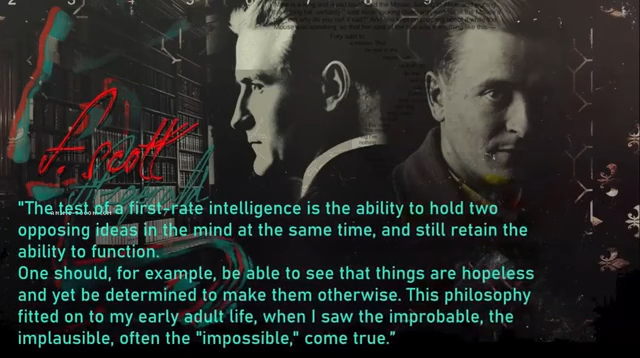 F. Scott
"The test of a first-rate intelligence is the ability to hold two
opposing ideas in the mind at the same time, and still retain the
ability to function.
One should, for example, be able to see that things are hopeless
and yet be determined to make them otherwise. This philosophy
fitted on to my early adult life, when I saw the improbable, the
implausible, often the "impossible," come true.”